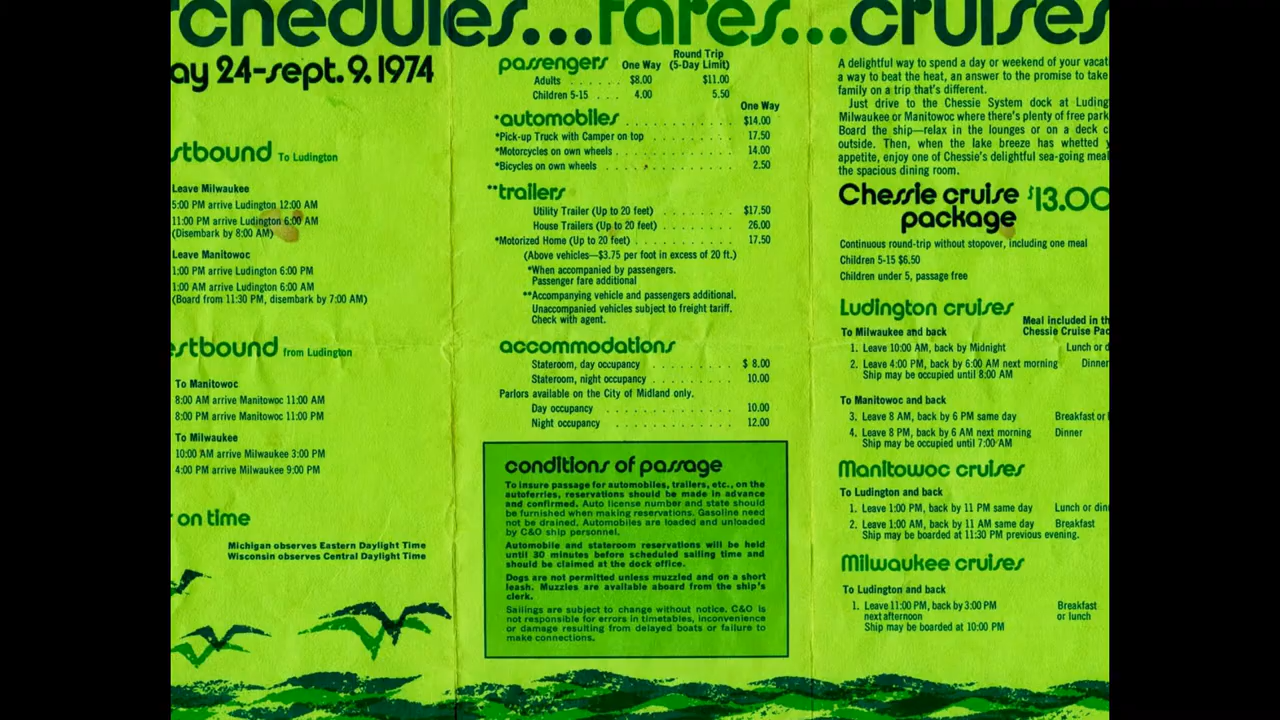 chedules...fares...cruises
ay 24-sept. 9, 1974
stbound To Ludington
Leave Milwaukee
5:00 PM arrive Ludington 12:00 AM
11:00 PM arrive Ludington 6:00 AM
(Disembark by 8:00 AM)
Leave Manitowoc
1:00 PM arrive Ludington 6:00 PM
1:00 AM arrive Ludington 6:00 AM
(Board from 11:30 PM, disembark by 7:00 AM)
stbound from Ludington
To Manitowoc
8:00 AM arrive Manitowoc 11:00 AM
8:00 PM arrive Manitowoc 11:00 PM
To Milwaukee
10:00 AM arrive Milwaukee 3:00 PM
4:00 PM arrive Milwaukee 9:00 PM
on time
Michigan observes Eastern Daylight Time
Wisconsin observes Central Daylight Time
passengers One Way Round Trip (5-Day Limit)
Adults . . . . . . $8.00 $11.00
Children 5-15 . . . 4.00 5.50
One Way
*automobiles . . . . . . . . . . . . $14.00
*Pick-up Truck with Camper on top . . . . . . . . 17.50
*Motorcycles on own wheels . . . . . . . . . . . . 14.00
*Bicycles on own wheels . . . . . . . . . . . . . 2.50
**trailers
Utility Trailer (Up to 20 feet) . . . . . . . $17.50
House Trailers (Up to 20 feet) . . . . . . . 26.00
*Motorized Home (Up to 20 feet) . . . . . . . . . 17.50
(Above vehicles—$3.75 per foot in excess of 20 ft.)
*When accompanied by passengers.
Passenger fare additional
**Accompanying vehicle and passengers additional.
Unaccompanied vehicles subject to freight tariff.
Check with agent.
accommodations
Stateroom, day occupancy . . . . . . . . $ 8.00
Stateroom, night occupancy . . . . . . . . 10.00
Parlors available on the City of Midland only.
Day occupancy . . . . . . . . . . . . 10.00
Night occupancy . . . . . . . . . . . 12.00
conditions of passage
To insure passage for automobiles, trailers, etc., on the
autoferries, reservations should be made in advance
and confirmed. Auto license number and state should
be furnished when making reservations. Gasoline need
not be drained. Automobiles are loaded and unloaded
by C&O ship personnel.
Automobile and stateroom reservations will be held
until 30 minutes before scheduled sailing time and
should be claimed at the dock office.
Dogs are not permitted unless muzzled and on a short
leash. Muzzles are available aboard from the ship's
clerk.
Sailings are subject to change without notice. C&O is
not responsible for errors in timetables, inconvenience
or damage resulting from delayed boats or failure to
make connections.
A delightful way to spend a day or weekend of your vacat
a way to beat the heat, an answer to the promise to take
family on a trip that's different.
Just drive to the Chessie System dock at Luding
Milwaukee or Manitowoc where there's plenty of free park
Board the ship—relax in the lounges or on a deck c
outside. Then, when the lake breeze has whetted y
appetite, enjoy one of Chessie's delightful sea-going meal
the spacious dining room.
Chessie cruise $13.00
package
Continuous round-trip without stopover, including one meal
Children 5-15 $6.50
Children under 5, passage free
Ludington cruises
Meal included in th
To Milwaukee and back Chessie Cruise Pac
1. Leave 10:00 AM, back by Midnight Lunch or d
2. Leave 4:00 PM, back by 6:00 AM next morning Dinner
Ship may be occupied until 8:00 AM
To Manitowoc and back
3. Leave 8 AM, back by 6 PM same day Breakfast or l
4. Leave 8 PM, back by 6 AM next morning Dinner
Ship may be occupied until 7:00 AM
Manitowoc cruises
To Ludington and back
1. Leave 1:00 PM, back by 11 PM same day Lunch or din
2. Leave 1:00 AM, back by 11 AM same day Breakfast
Ship may be boarded at 11:30 PM previous evening.
Milwaukee cruises
To Ludington and back
1. Leave 11:00 PM, back by 3:00 PM Breakfast
next afternoon or lunch
Ship may be boarded at 10:00 PM